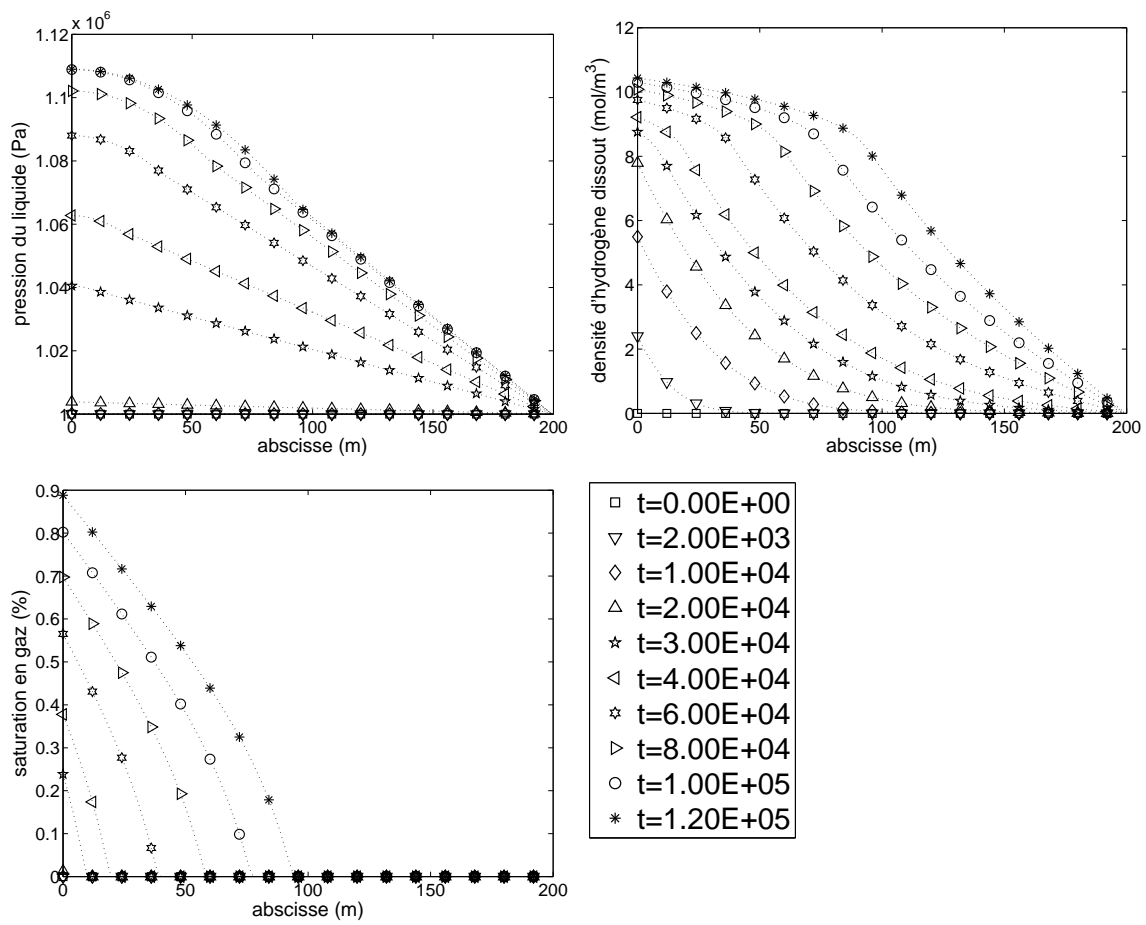 x 10^6
1.12
1.1
1.08
1.06
1.04
1.02
1
0 50 100 150 200
abscisse (m)
pression du liquide (Pa)
12
10
8
6
4
2
0
0 50 100 150 200
abscisse (m)
densité d'hydrogène dissout (mol/m³)
0.9
0.8
0.7
0.6
0.5
0.4
0.3
0.2
0.1
0
0 50 100 150 200
abscisse (m)
saturation en gaz (%)
t=0.00E+00
t=2.00E+03
t=1.00E+04
t=2.00E+04
t=3.00E+04
t=4.00E+04
t=6.00E+04
t=8.00E+04
t=1.00E+05
t=1.20E+05